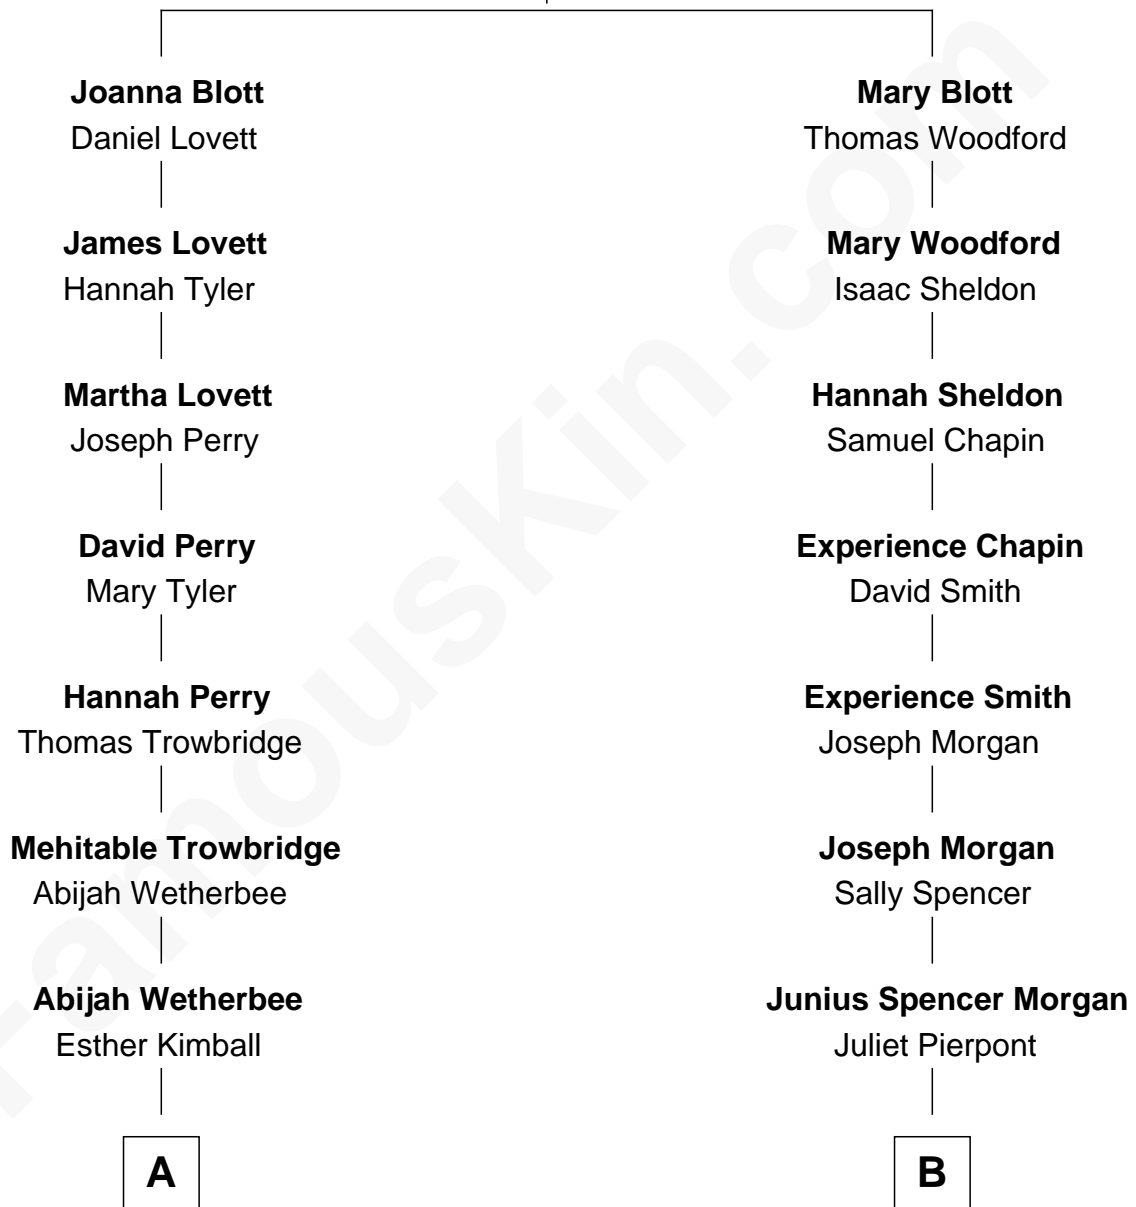 Joanna Blott
Daniel Lovett
James Lovett
Hannah Tyler
Martha Lovett
Joseph Perry
David Perry
Mary Tyler
Hannah Perry
Thomas Trowbridge
Mehitable Trowbridge
Abijah Wetherbee
Abijah Wetherbee
Esther Kimball
A
Mary Blott
Thomas Woodford
Mary Woodford
Isaac Sheldon
Hannah Sheldon
Samuel Chapin
Experience Chapin
David Smith
Experience Smith
Joseph Morgan
Joseph Morgan
Sally Spencer
Junius Spencer Morgan
Juliet Pierpont
B
FamousKin.com